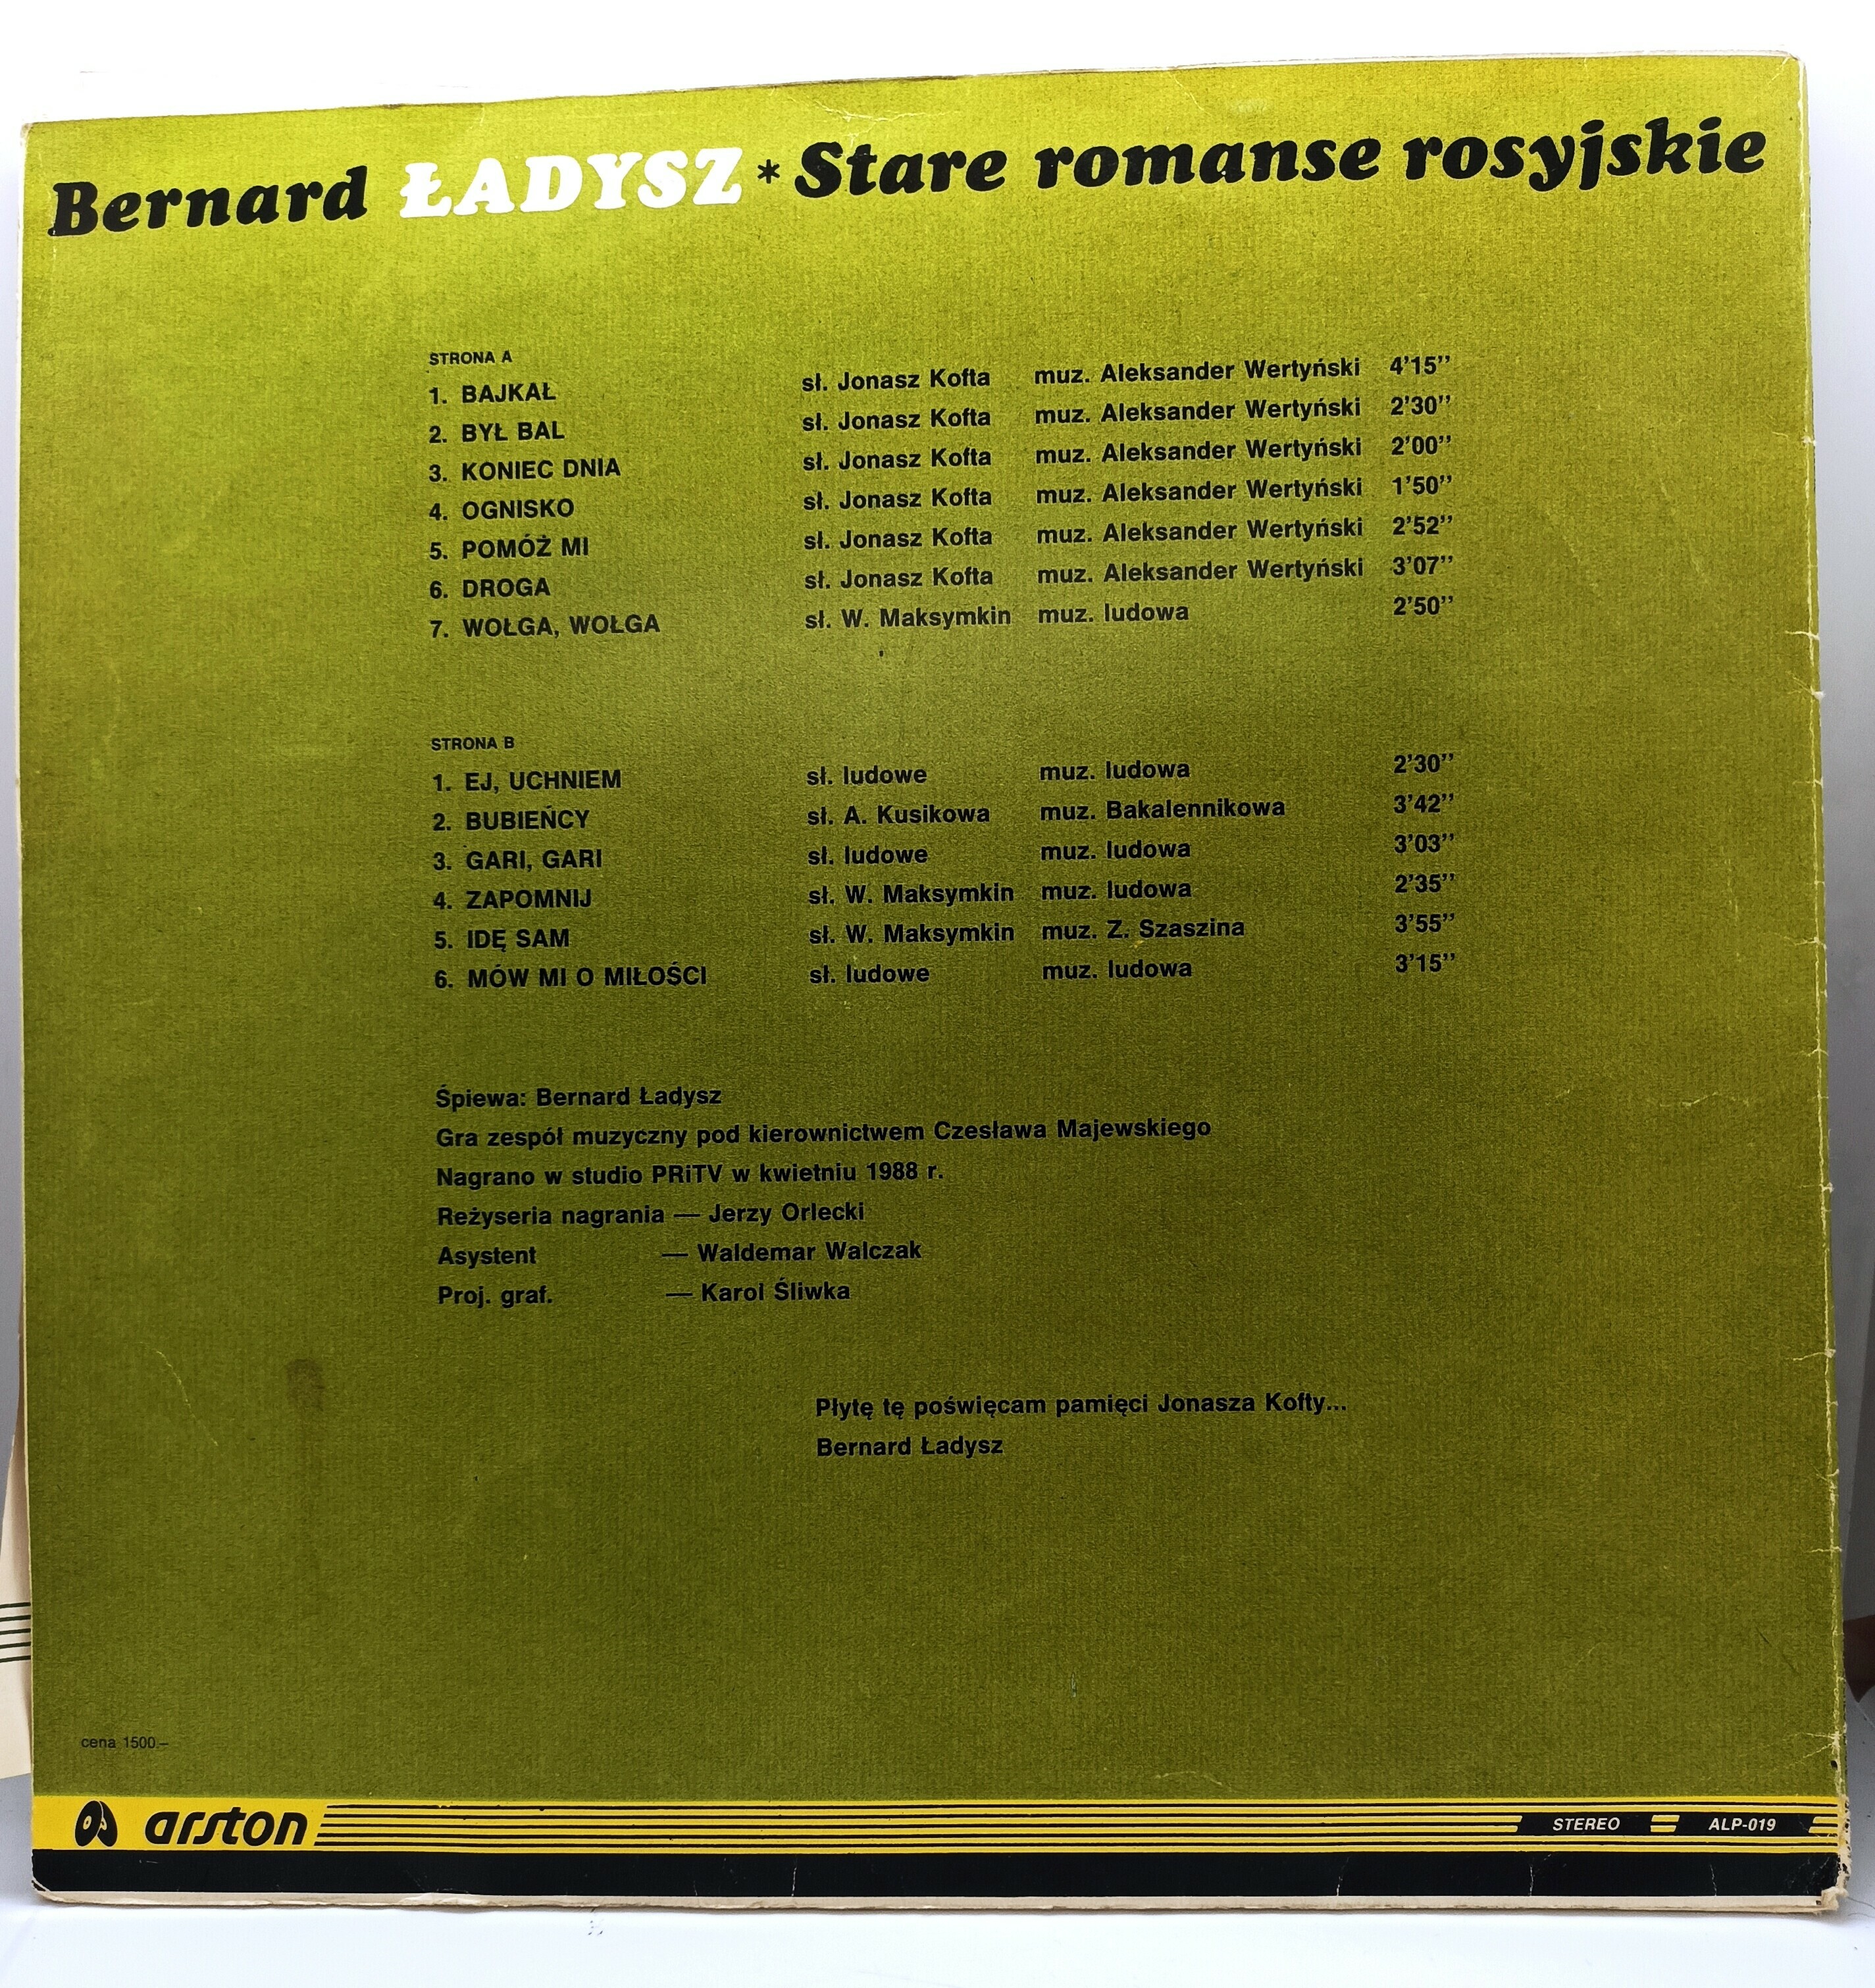 Bernard ŁADYSZ * Stare romanse rosyjskie
STRONA A
1. BAJKAŁ sł. Jonasz Kofta muz. Aleksander Wertyński 4'15''
2. BYŁ BAL sł. Jonasz Kofta muz. Aleksander Wertyński 2'30''
3. KONIEC DNIA sł. Jonasz Kofta muz. Aleksander Wertyński 2'00''
4. OGNISKO sł. Jonasz Kofta muz. Aleksander Wertyński 1'50''
5. POMÓŻ MI sł. Jonasz Kofta muz. Aleksander Wertyński 2'52''
6. DROGA sł. Jonasz Kofta muz. Aleksander Wertyński 3'07''
7. WOŁGA, WOŁGA sł. W. Maksymkin muz. ludowa 2'50''
STRONA B
1. EJ, UCHNIEM sł. ludowe muz. ludowa 2'30''
2. BUBIEŃCY sł. A. Kusikowa muz. Bakalennikowa 3'42''
3. GARI, GARI sł. ludowe muz. ludowa 3'03''
4. ZAPOMNIJ sł. W. Maksymkin muz. ludowa 2'35''
5. IDĘ SAM sł. W. Maksymkin muz. Z. Szaszina 3'55''
6. MÓW MI O MIŁOŚCI sł. ludowe muz. ludowa 3'15''
Śpiewa: Bernard Ładysz
Gra zespół muzyczny pod kierownictwem Czesława Majewskiego
Nagrano w studio PRiTV w kwietniu 1988 r.
Reżyseria nagrania — Jerzy Orlecki
Asystent — Waldemar Walczak
Proj. graf. — Karol Śliwka
Płytę tę poświęcam pamięci Jonasza Kofty...
Bernard Ładysz
cena 1500.–
arston STEREO ALP-019